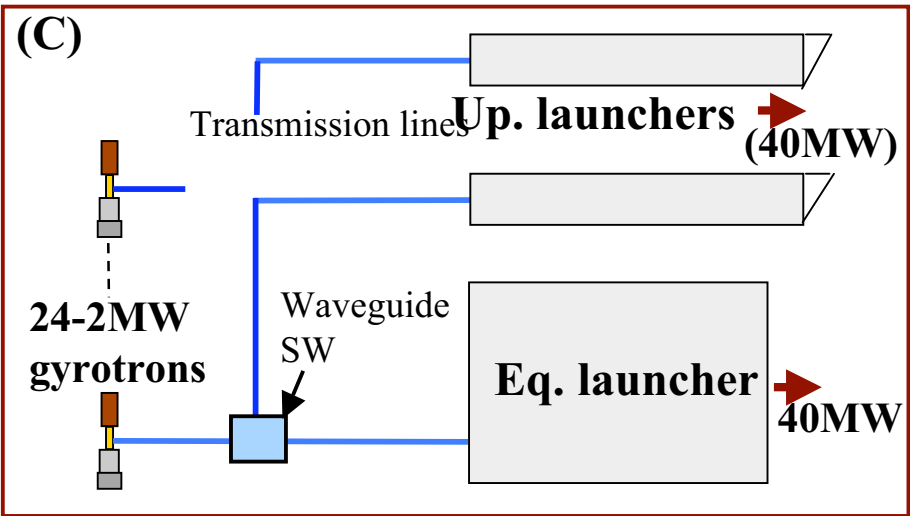 (C)
Transmission lines
Up. launchers
(40MW)
24-2MW
gyrotrons
Waveguide
SW
Eq. launcher
40MW